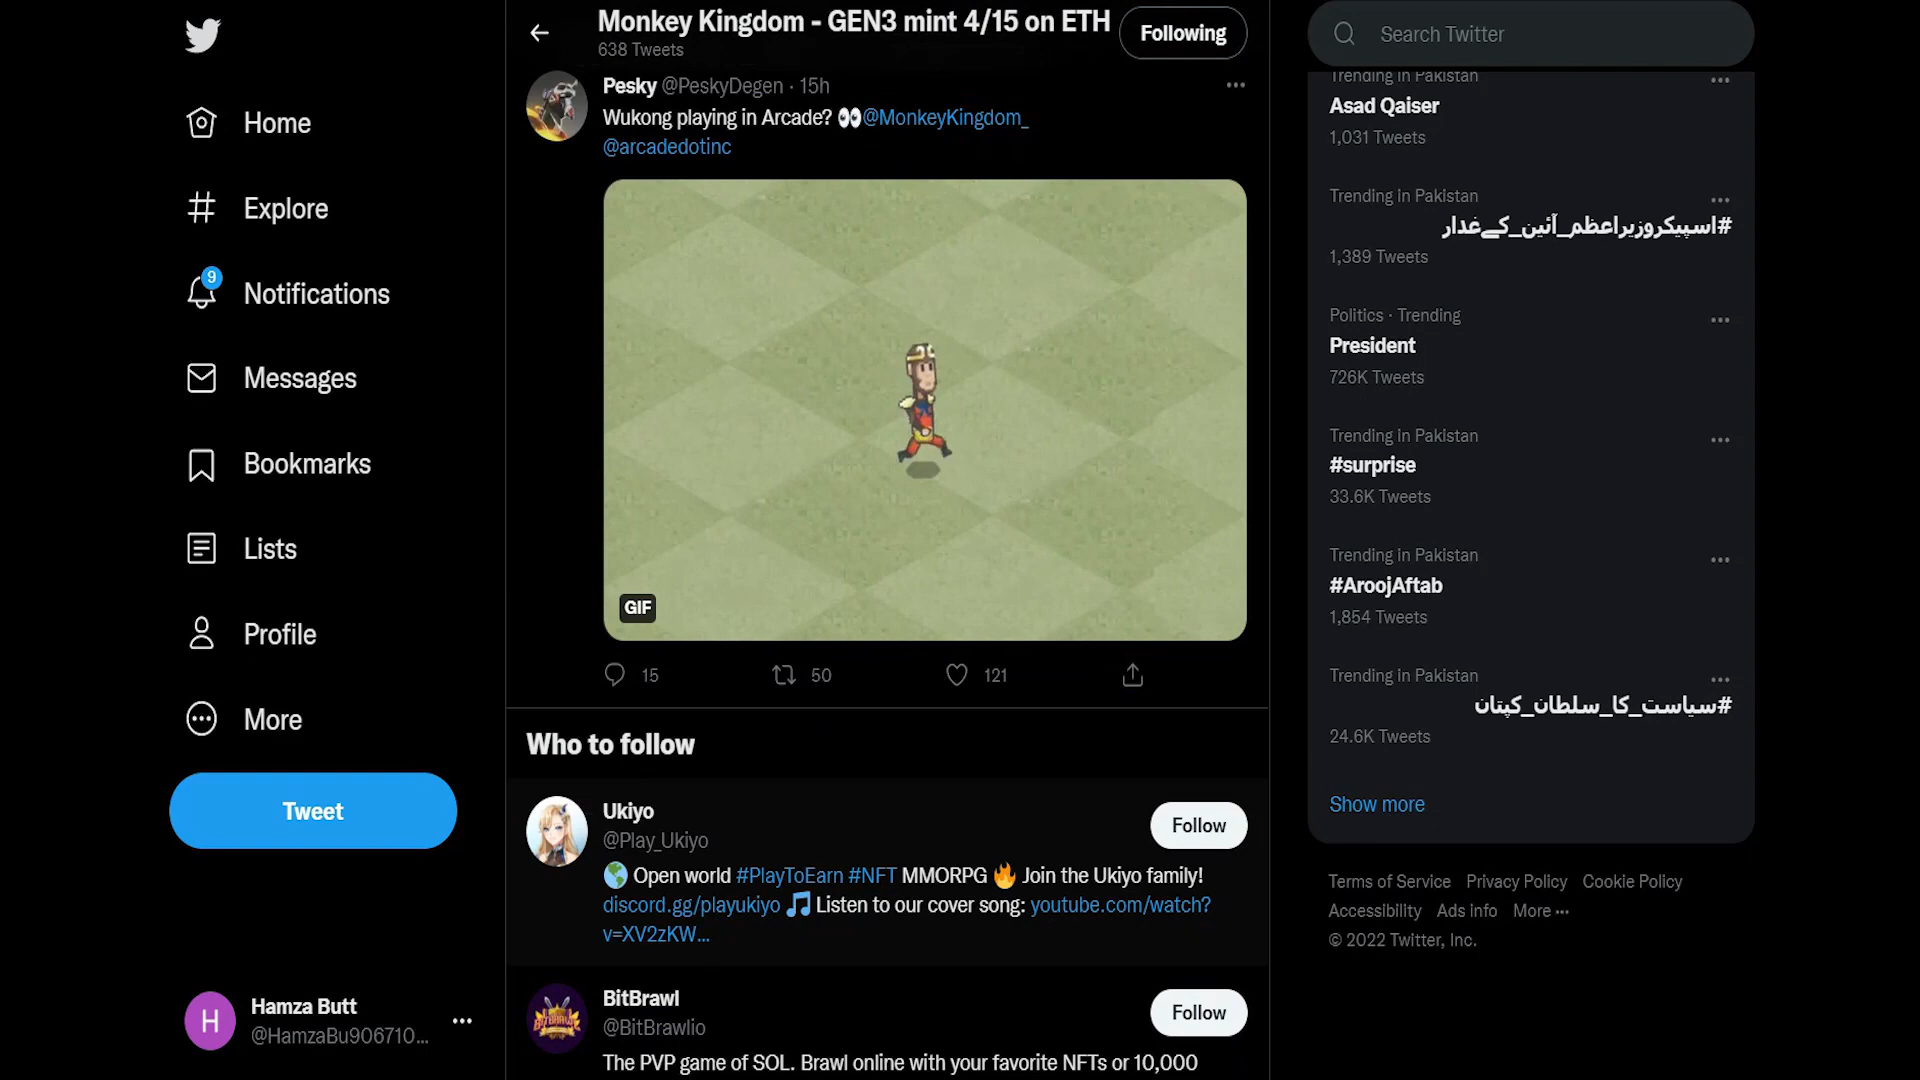 Home
Explore
9
Notifications
Messages
Bookmarks
Lists
Profile
More
Tweet
H
Hamza Butt
@HamzaBu906710...
Monkey Kingdom - GEN3 mint 4/15 on ETH
638 Tweets
Following
Pesky @PeskyDegen · 15h
Wukong playing in Arcade? 👀@MonkeyKingdom_
@arcadedotinc
GIF
15
50
121
Who to follow
Ukiyo
@Play_Ukiyo
Follow
🌎 Open world #PlayToEarn #NFT MMORPG 🔥 Join the Ukiyo family!
discord.gg/playukiyo 🎵 Listen to our cover song: youtube.com/watch?
v=XV2zKW...
BITBRAWL
BitBrawl
@BitBrawlio
Follow
The PVP game of SOL. Brawl online with your favorite NFTs or 10,000
Search Twitter
Trending in Pakistan
Asad Qaiser
1,031 Tweets
Trending in Pakistan
#اسپیکروزیراعظم_آئین_کےغدار
1,389 Tweets
Politics · Trending
President
726K Tweets
Trending in Pakistan
#surprise
33.6K Tweets
Trending in Pakistan
#AroojAftab
1,854 Tweets
Trending in Pakistan
#سیاست_کا_سلطان_کپتان
24.6K Tweets
Show more
Terms of Service Privacy Policy Cookie Policy
Accessibility Ads info More ...
© 2022 Twitter, Inc.